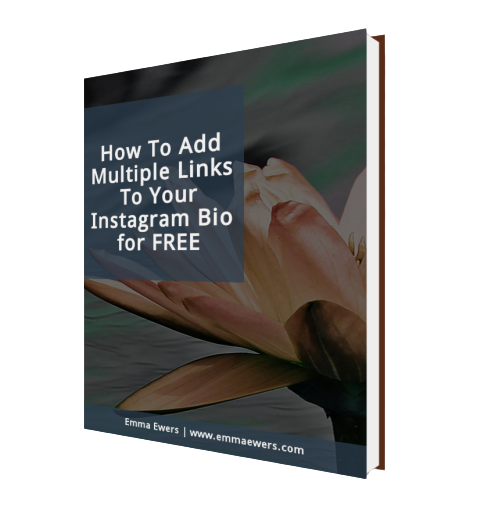 How To Add
Multiple Links
To Your
Instagram Bio
for FREE
Emma Ewers | www.emmaewers.com